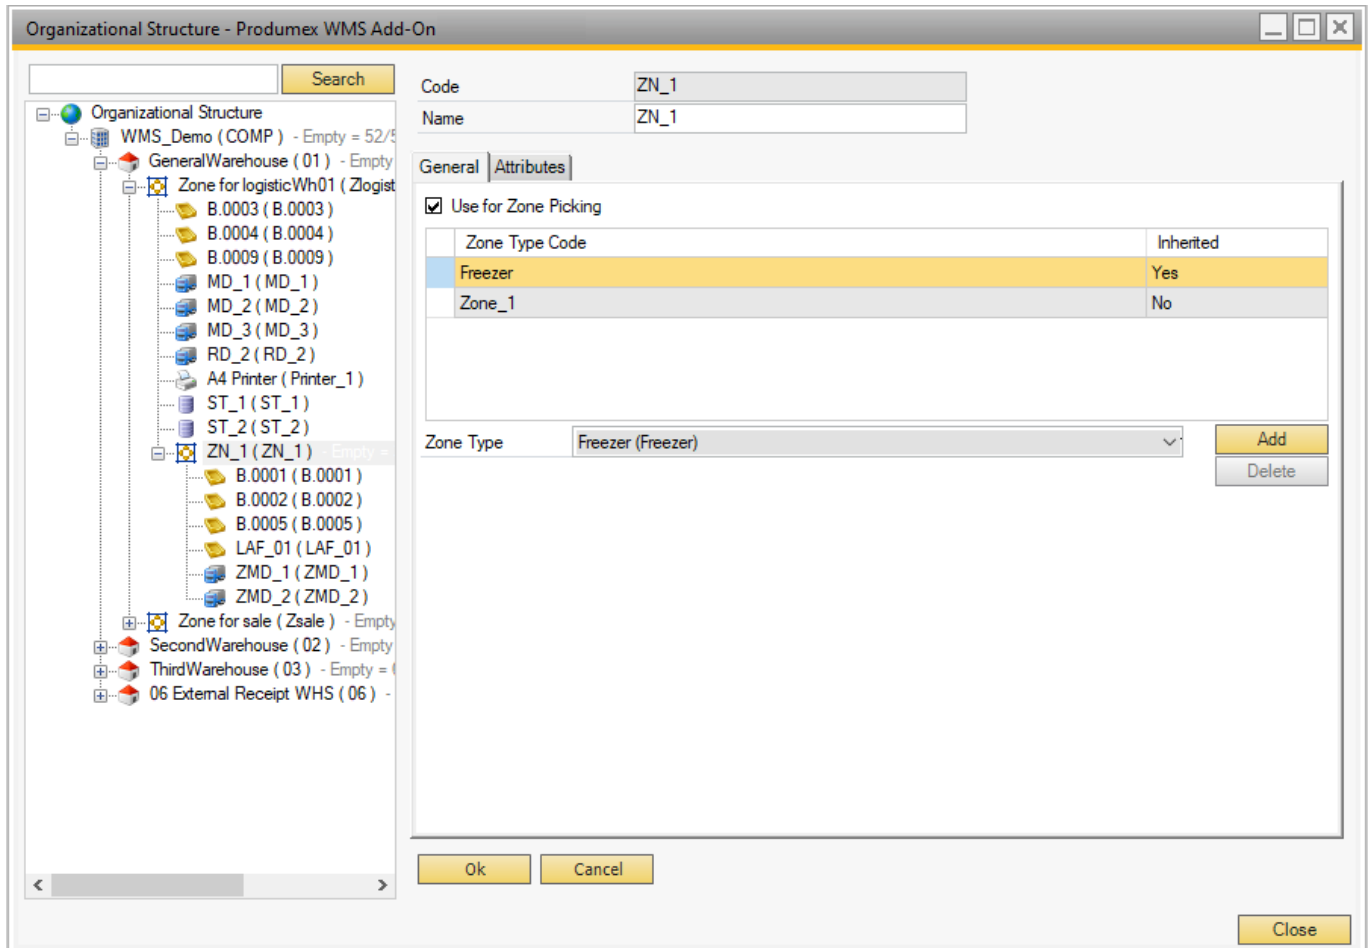 Organizational Structure - Produmex WMS Add-On
Search
Organizational Structure
WMS_Demo ( COMP ) - Empty = 52/5
GeneralWarehouse ( 01 ) - Empty
Zone for logisticWh01 ( Zlogist
B.0003 ( B.0003 )
B.0004 ( B.0004 )
B.0009 ( B.0009 )
MD_1 ( MD_1 )
MD_2 ( MD_2 )
MD_3 ( MD_3 )
RD_2 ( RD_2 )
A4 Printer ( Printer_1 )
ST_1 ( ST_1 )
ST_2 ( ST_2 )
ZN_1 ( ZN_1 ) - Empty =
B.0001 ( B.0001 )
B.0002 ( B.0002 )
B.0005 ( B.0005 )
LAF_01 ( LAF_01 )
ZMD_1 ( ZMD_1 )
ZMD_2 ( ZMD_2 )
Zone for sale ( Zsale ) - Empty
SecondWarehouse ( 02 ) - Empty
ThirdWarehouse ( 03 ) - Empty =
06 External Receipt WHS ( 06 ) -
Code ZN_1
Name ZN_1
General Attributes
Use for Zone Picking
Zone Type Code Inherited
Freezer Yes
Zone_1 No
Zone Type Freezer (Freezer) Add
Delete
Ok Cancel
Close